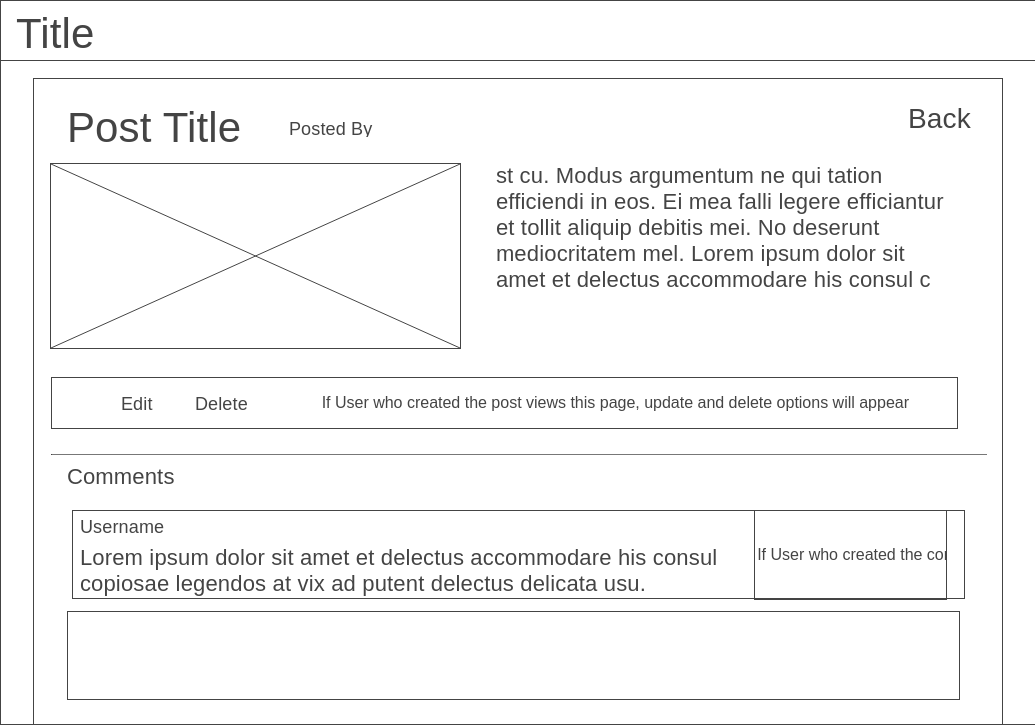 Title
Post Title
Posted By
Back
st cu. Modus argumentum ne qui tation
efficiendi in eos. Ei mea falli legere efficiantur
et tollit aliquip debitis mei. No deserunt
mediocritatem mel. Lorem ipsum dolor sit
amet et delectus accommodare his consul c
Edit
Delete
If User who created the post views this page, update and delete options will appear
Comments
Username
Lorem ipsum dolor sit amet et delectus accommodare his consul
copiosae legendos at vix ad putent delectus delicata usu.
If User who created the